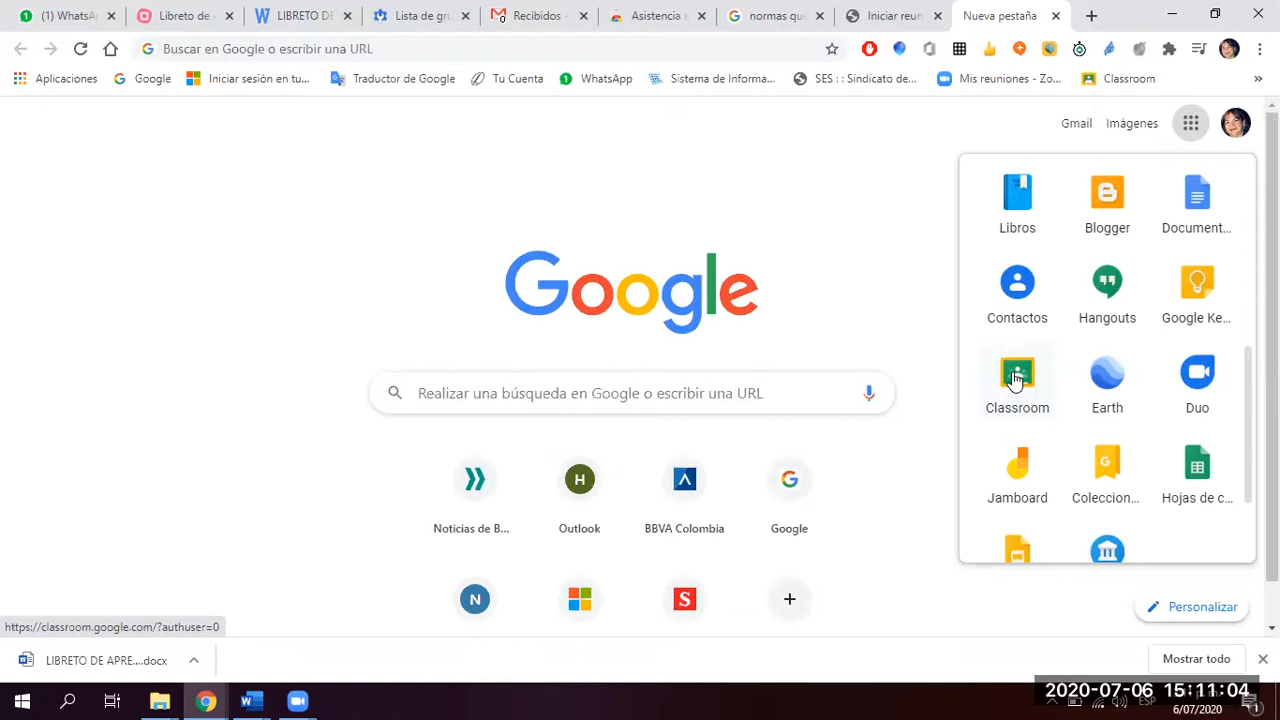 (1) WhatsA
Libreto de
LIBRETO DE
Lista de gru
Recibidos -
Asistencia e
normas que
Iniciar reun
Nueva pestaña
Buscar en Google o escribir una URL
Aplicaciones
Google
Iniciar sesión en tu...
Traductor de Google
Tu Cuenta
WhatsApp
Sistema de Informa...
SES : : Sindicato de...
Mis reuniones - Zo...
Classroom
Gmail
Imágenes
Libros
Blogger
Document...
Contactos
Hangouts
Google Ke...
Classroom
Earth
Duo
Jamboard
Coleccion...
Hojas de c...
Google
Realizar una búsqueda en Google o escribir una URL
Noticias de B...
Outlook
BBVA Colombia
Google
Personalizar
https://classroom.google.com/?authuser=0
LIBRETO DE APRE....docx
Mostrar todo
2020-07-06 15:11:04
ESP
6/07/2020